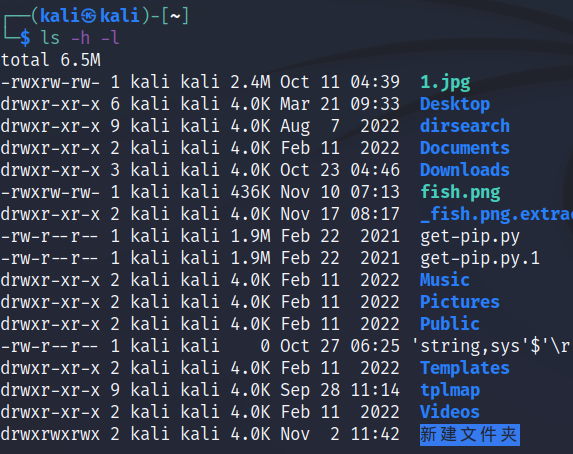 ┌──(kali㉿kali)-[~]
└─$ ls -h -l
total 6.5M
-rwxrw-rw- 1 kali kali 2.4M Oct 11 04:39  1.jpg
drwxr-xr-x 6 kali kali 4.0K Mar 21 09:33  Desktop
drwxr-xr-x 9 kali kali 4.0K Aug  7  2022  dirsearch
drwxr-xr-x 2 kali kali 4.0K Feb 11  2022  Documents
drwxr-xr-x 3 kali kali 4.0K Oct 23 04:46  Downloads
-rwxrw-rw- 1 kali kali 436K Nov 10 07:13  fish.png
drwxr-xr-x 2 kali kali 4.0K Nov 17 08:17  _fish.png.extrac
-rw-r--r-- 1 kali kali 1.9M Feb 22  2021  get-pip.py
-rw-r--r-- 1 kali kali 1.9M Feb 22  2021  get-pip.py.1
drwxr-xr-x 2 kali kali 4.0K Feb 11  2022  Music
drwxr-xr-x 2 kali kali 4.0K Feb 11  2022  Pictures
drwxr-xr-x 2 kali kali 4.0K Feb 11  2022  Public
-rw-r--r-- 1 kali kali    0 Oct 27 06:25 'string,sys'$'\r
drwxr-xr-x 2 kali kali 4.0K Feb 11  2022  Templates
drwxr-xr-x 9 kali kali 4.0K Sep 28 11:14  tplmap
drwxr-xr-x 2 kali kali 4.0K Feb 11  2022  Videos
drwxrwxrwx 2 kali kali 4.0K Nov  2 11:42  新建文件夹